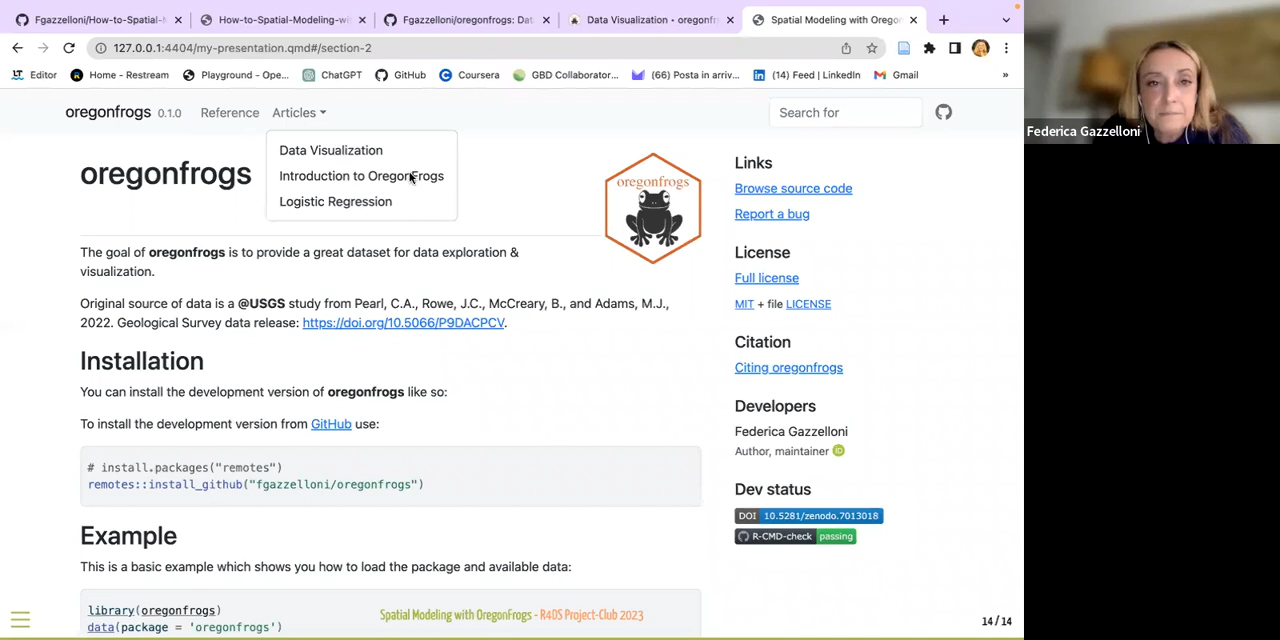 Fgazzelloni/How-to-Spatial-M
How-to-Spatial-Modeling-wit
Fgazzelloni/oregonfrogs: Dat
Data Visualization • oregonfr
Spatial Modeling with Oregon
127.0.0.1:4404/my-presentation.qmd#/section-2
Editor
Home - Restream
Playground - Ope...
ChatGPT
GitHub
Coursera
GBD Collaborator...
(66) Posta in arriv...
(14) Feed | LinkedIn
Gmail
»
oregonfrogs 0.1.0 Reference Articles
Search for
Data Visualization
Introduction to OregonFrogs
Logistic Regression
oregonfrogs
oregonfrogs
The goal of oregonfrogs is to provide a great dataset for data exploration &
visualization.
Original source of data is a @USGS study from Pearl, C.A., Rowe, J.C., McCreary, B., and Adams, M.J.,
2022. Geological Survey data release: https://doi.org/10.5066/P9DACPCV.
Installation
You can install the development version of oregonfrogs like so:
To install the development version from GitHub use:
# install.packages("remotes")
remotes::install_github("fgazzelloni/oregonfrogs")
Example
This is a basic example which shows you how to load the package and available data:
library(oregonfrogs)
data(package = 'oregonfrogs')
Links
Browse source code
Report a bug
License
Full license
MIT + file LICENSE
Citation
Citing oregonfrogs
Developers
Federica Gazzelloni
Author, maintainer
Dev status
DOI 10.5281/zenodo.7013018
R-CMD-check passing
Spatial Modeling with OregonFrogs - R4DS Project-Club 2023
14 / 14
Federica Gazzelloni